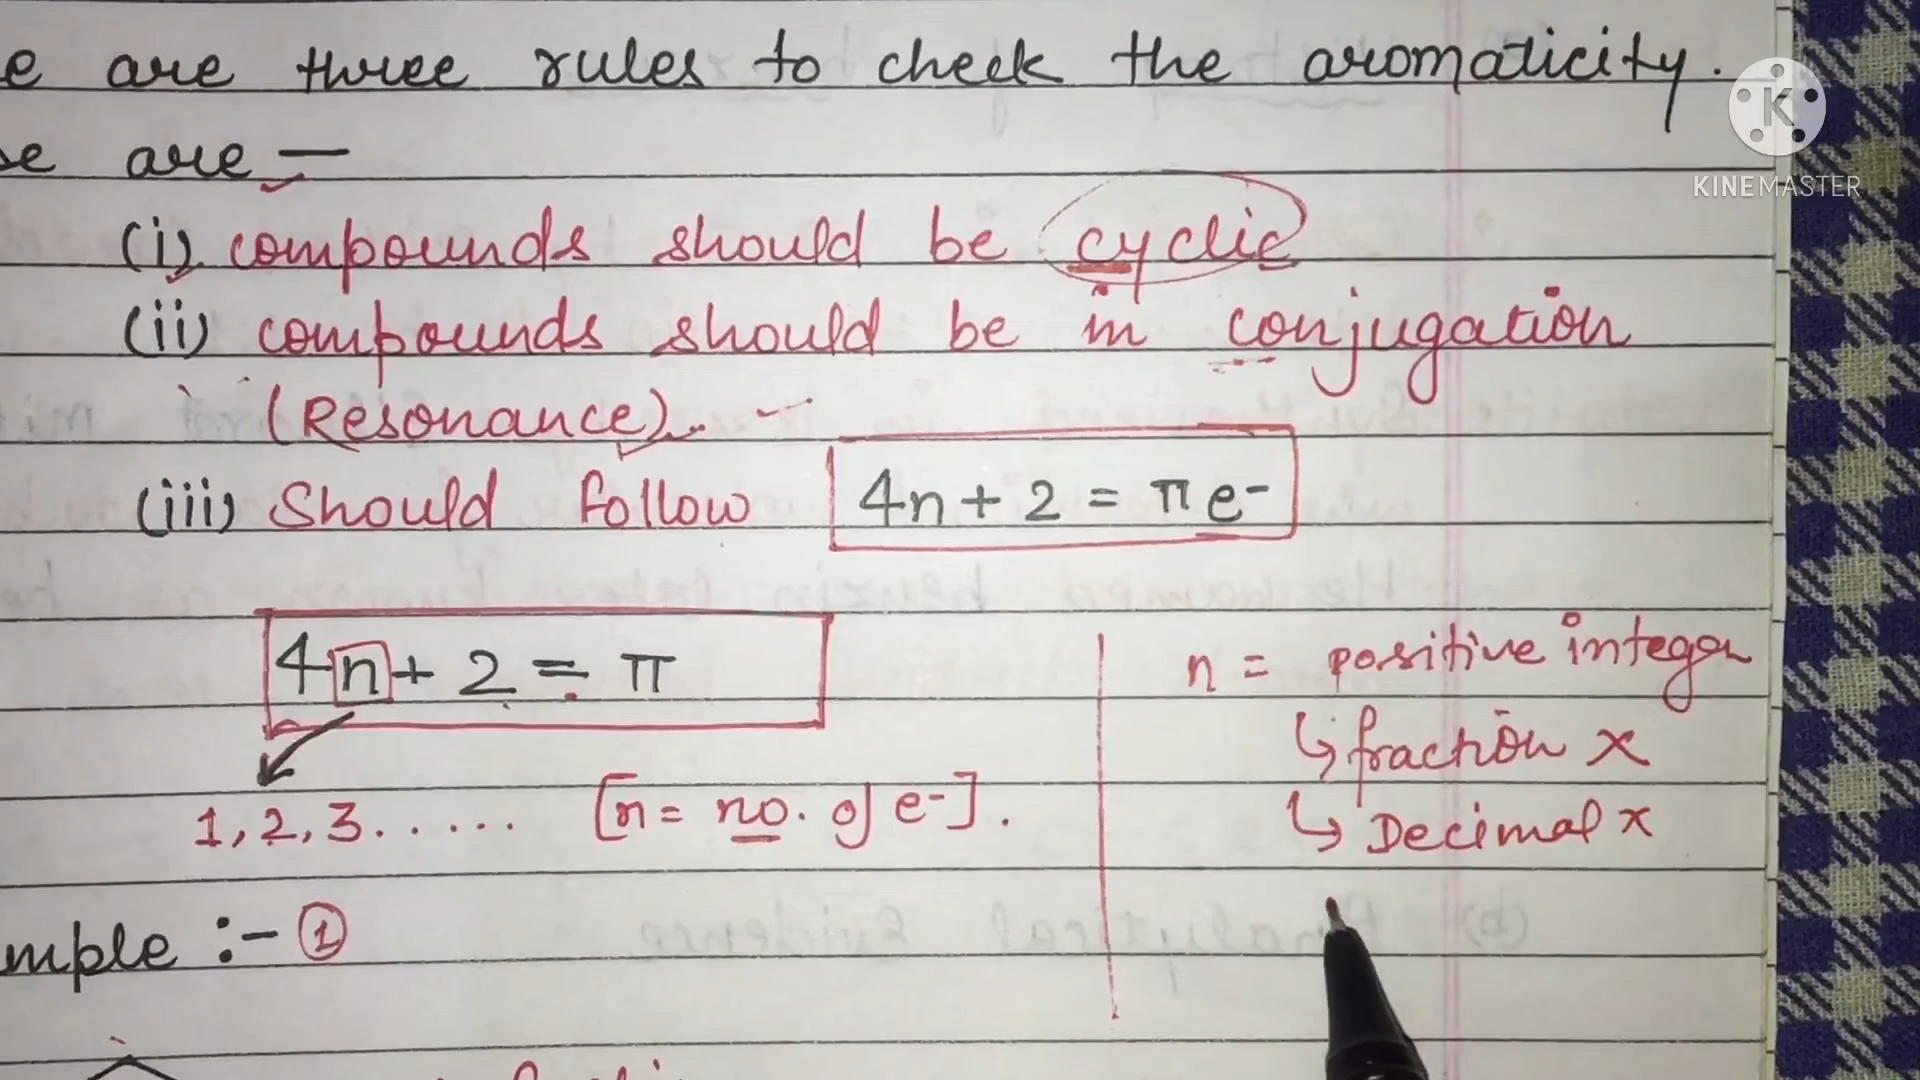 e are three rules to check the aromaticity.
se are –
(i) compounds should be cyclic
(ii) compounds should be in conjugation
(Resonance).
(iii) Should follow 4n + 2 = π e-
4n + 2 = π
n = positive integer
↳ fraction x
1, 2, 3......
[n = no. of e-].
↳ Decimal x
mple :- ①
K
KINEMASTER